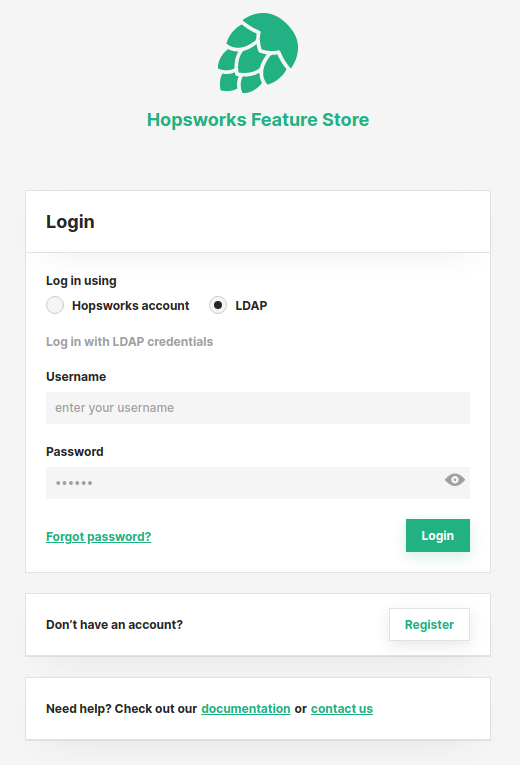 Hopsworks Feature Store
Login
Log in using
Hopsworks account LDAP
Log in with LDAP credentials
Username
enter your username
Password
••••••
Forgot password? Login
Don't have an account? Register
Need help? Check out our documentation or contact us